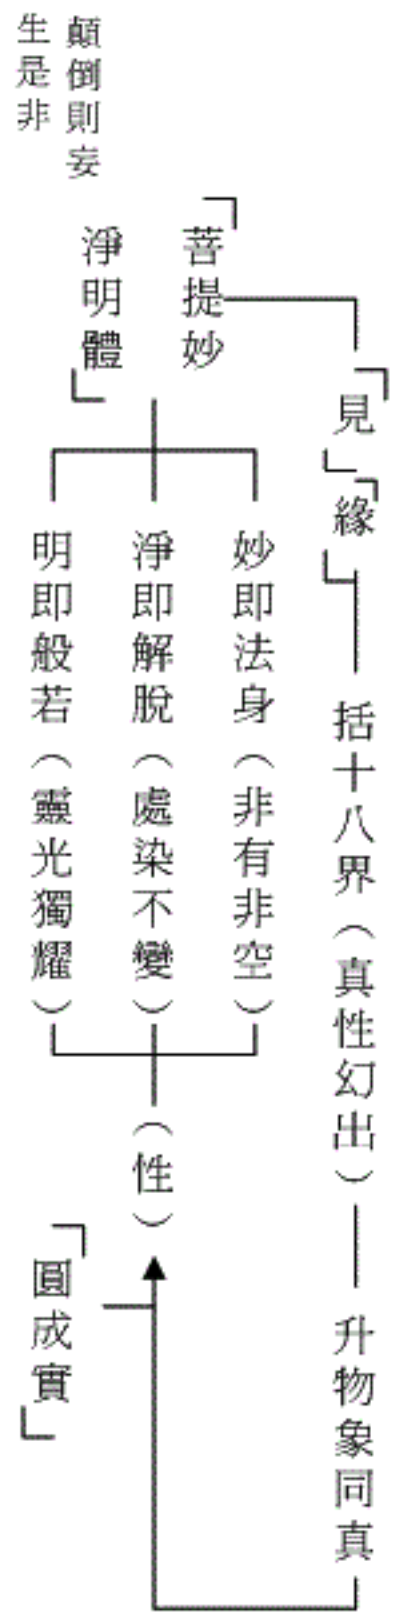 「見」「緣」括十八界（真性幻出）升物象同真
「菩提妙
淨明體」
妙即法身（非有非空）
淨即解脫（處染不變）
明即般若（靈光獨耀）
（性）
「圓成實」
顛倒則妄
生是非